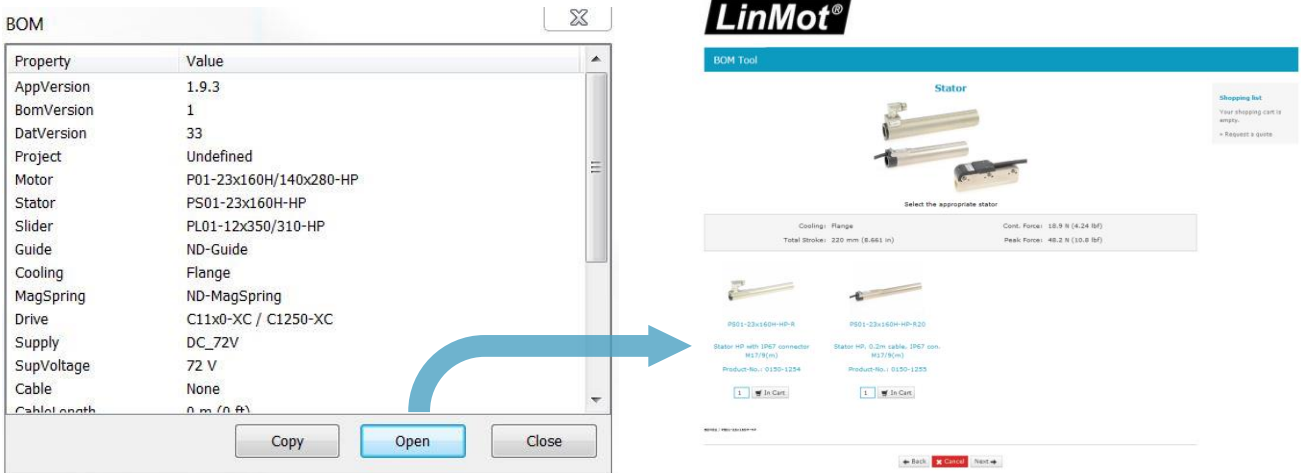 BOM
Property Value
AppVersion 1.9.3
BomVersion 1
DatVersion 33
Project Undefined
Motor P01-23x160H/140x280-HP
Stator PS01-23x160H-HP
Slider PL01-12x350/310-HP
Guide ND-Guide
Cooling Flange
MagSpring ND-MagSpring
Drive C11x0-XC / C1250-XC
Supply DC_72V
SupVoltage 72 V
Cable None
CableLength 0 m (0 ft)
Copy Open Close
LinMot®
BOM Tool
Stator
Select the appropriate stator
Cooling: Flange Cont. Force: 18.9 N (4.24 lbf)
Total Stroke: 220 mm (8.661 in) Peak Force: 48.2 N (10.8 lbf)
PS01-23x160H-HP-R PS01-23x160H-HP-R20
Stator HP with IP67 connector Stator HP, 0.2m cable, IP67 con.
M17/9(m) M17/9(m)
Product-No.: 0150-1254 Product-No.: 0150-1255
1 In Cart 1 In Cart
Back Cancel Next
Shopping list
Your shopping cart is
empty.
» Request a quote